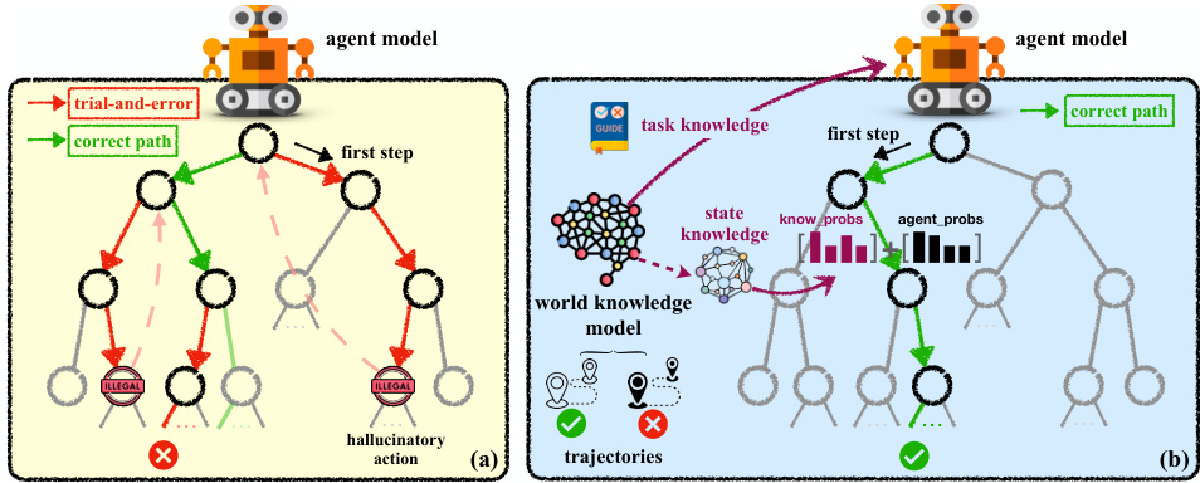 agent model
trial-and-error
correct path
first step
ILLEGAL
ILLEGAL
hallucinatory
action
(a)
agent model
correct path
GUIDE
task knowledge
first step
state
knowledge
know_probs
agent_probs
[ ] + [ ]
world knowledge
model
trajectories
(b)